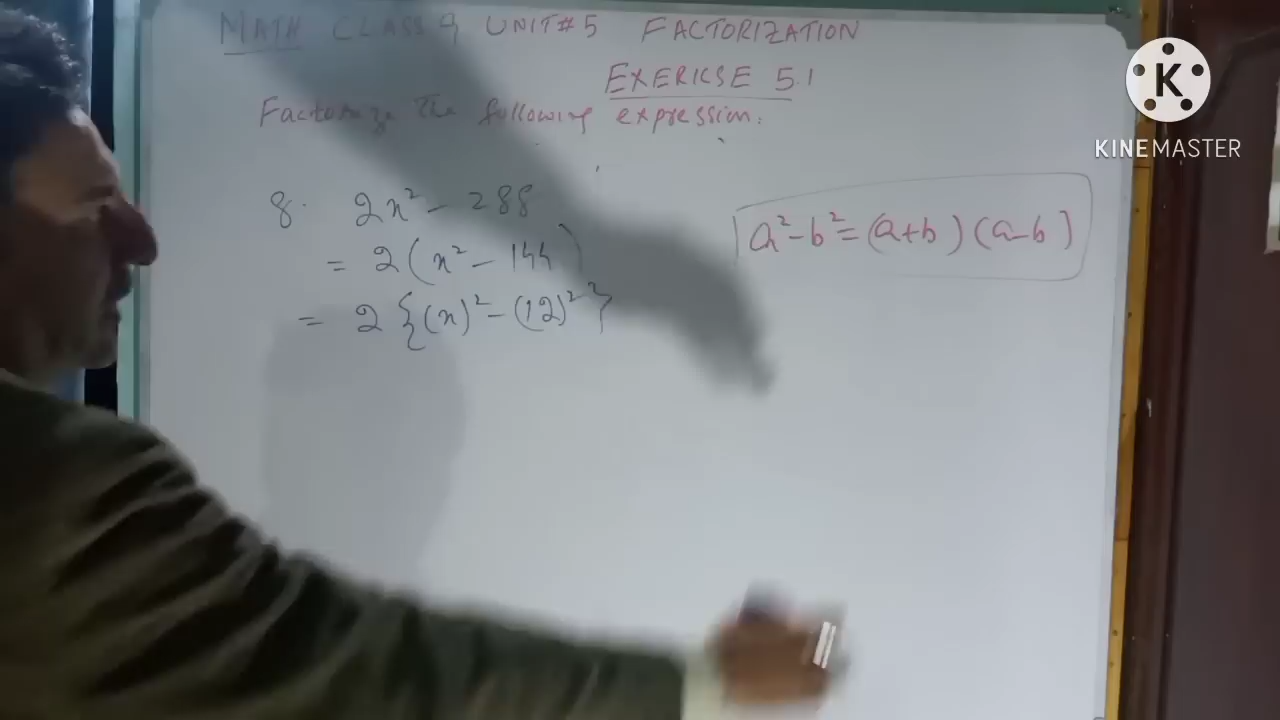 MATH CLASS 9 UNIT#5 FACTORIZATION
EXERICSE 5.1
Factorize The following expression.
8. 2x² - 288
= 2(x² - 144)
= 2{(x)² - (12)²}
a²-b²=(a+b)(a-b)
K
KINEMASTER